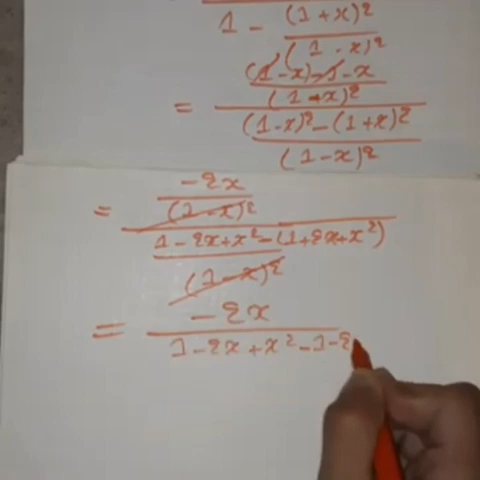 1 - (1+x)²
(1-x)²
(1-x)-1-x
(1-x)²
=
(1-x)²-(1+x)²
(1-x)²
-2x
(1-x)²
=
1-2x+x²-(1+2x+x²)
(1-x)²
-2x
=
1-2x+x²-1-2